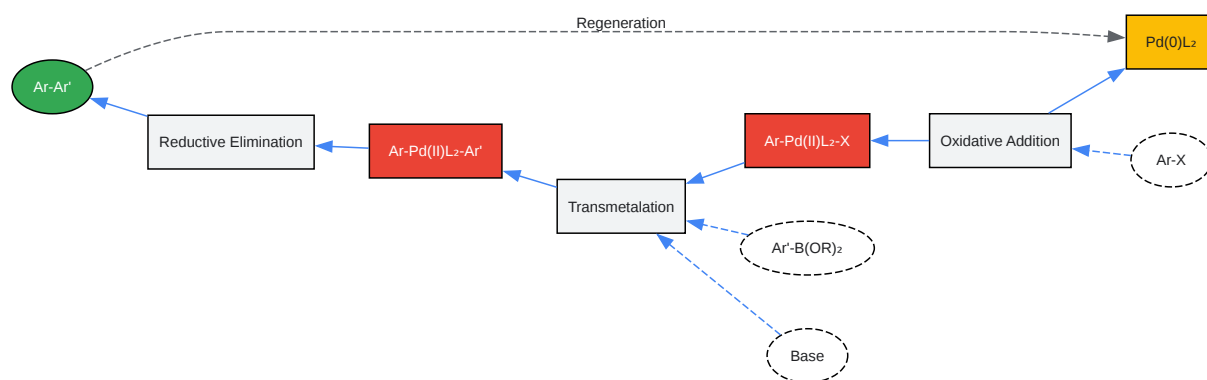 Regeneration
Pd(0)L₂
Ar-Ar'
Reductive Elimination
Ar-Pd(II)L₂-Ar'
Ar-Pd(II)L₂-X
Oxidative Addition
Ar-X
Transmetalation
Ar'-B(OR)₂
Base